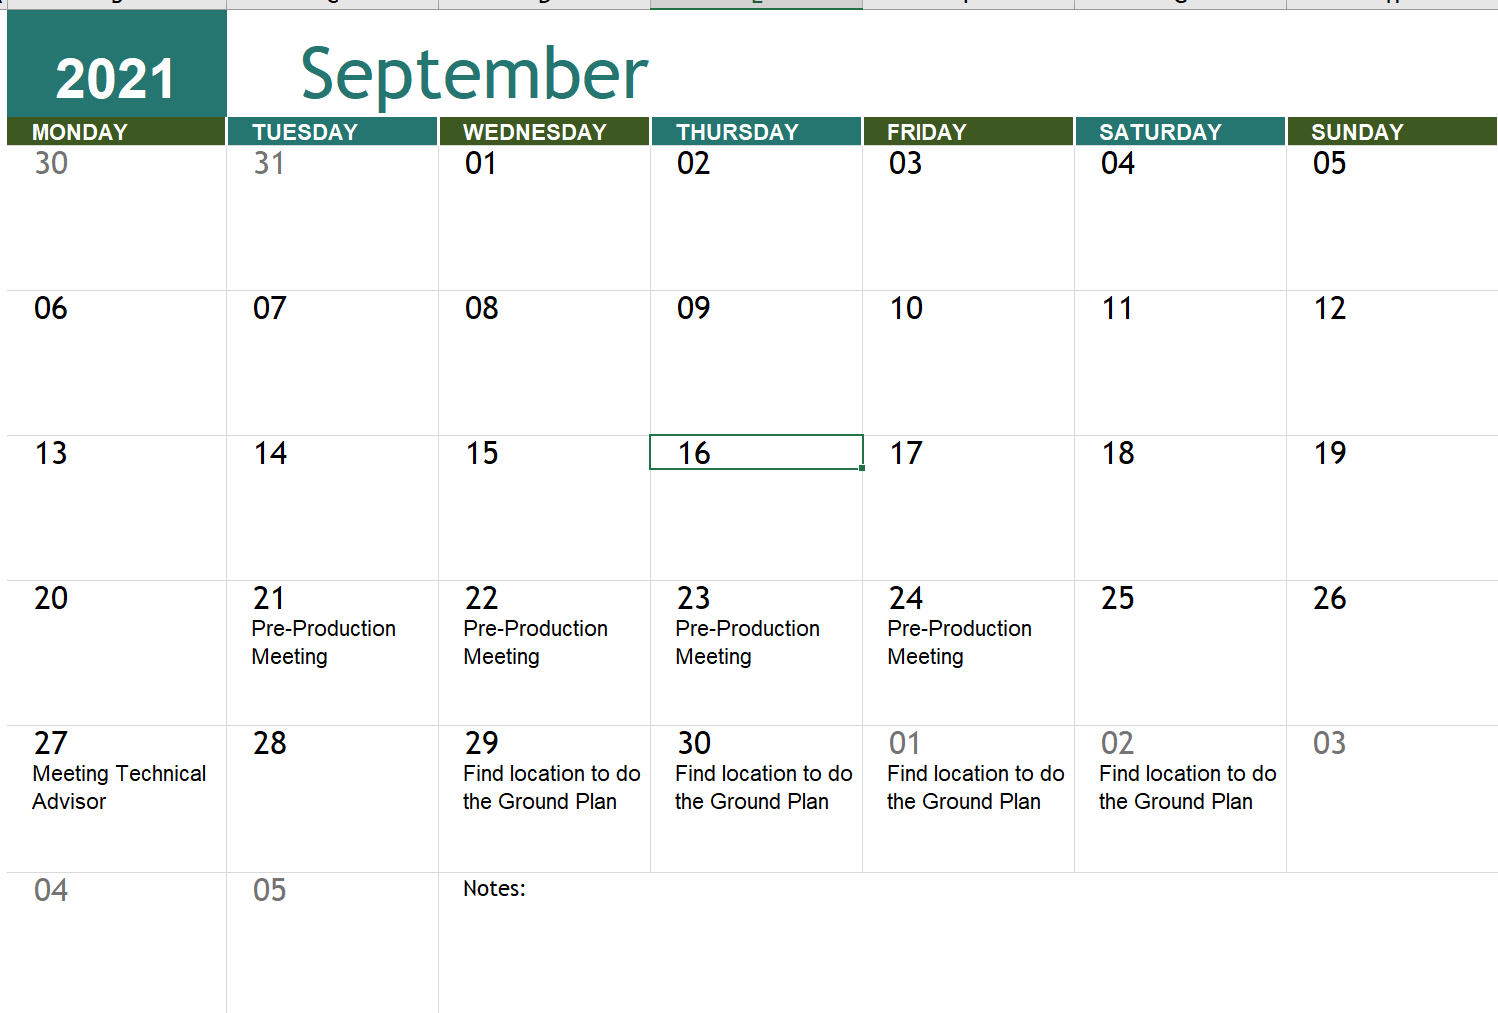 2021
September
MONDAY TUESDAY WEDNESDAY THURSDAY FRIDAY SATURDAY SUNDAY
30 31 01 02 03 04 05
06 07 08 09 10 11 12
13 14 15 16 17 18 19
20 21 22 23 24 25 26
Pre-Production Pre-Production Pre-Production Pre-Production
Meeting Meeting Meeting Meeting
27 28 29 30 01 02 03
Meeting Technical Find location to do Find location to do Find location to do Find location to do
Advisor the Ground Plan the Ground Plan the Ground Plan the Ground Plan
04 05 Notes: